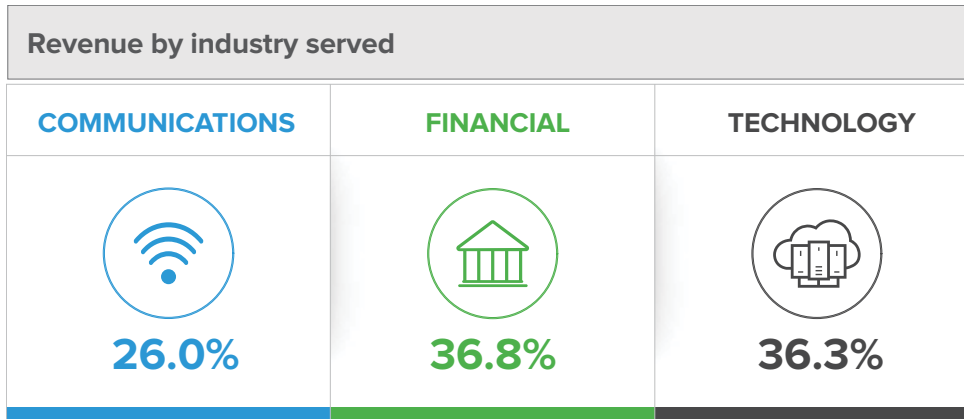 Revenue by industry served
COMMUNICATIONS
FINANCIAL
TECHNOLOGY
26.0%
36.8%
36.3%